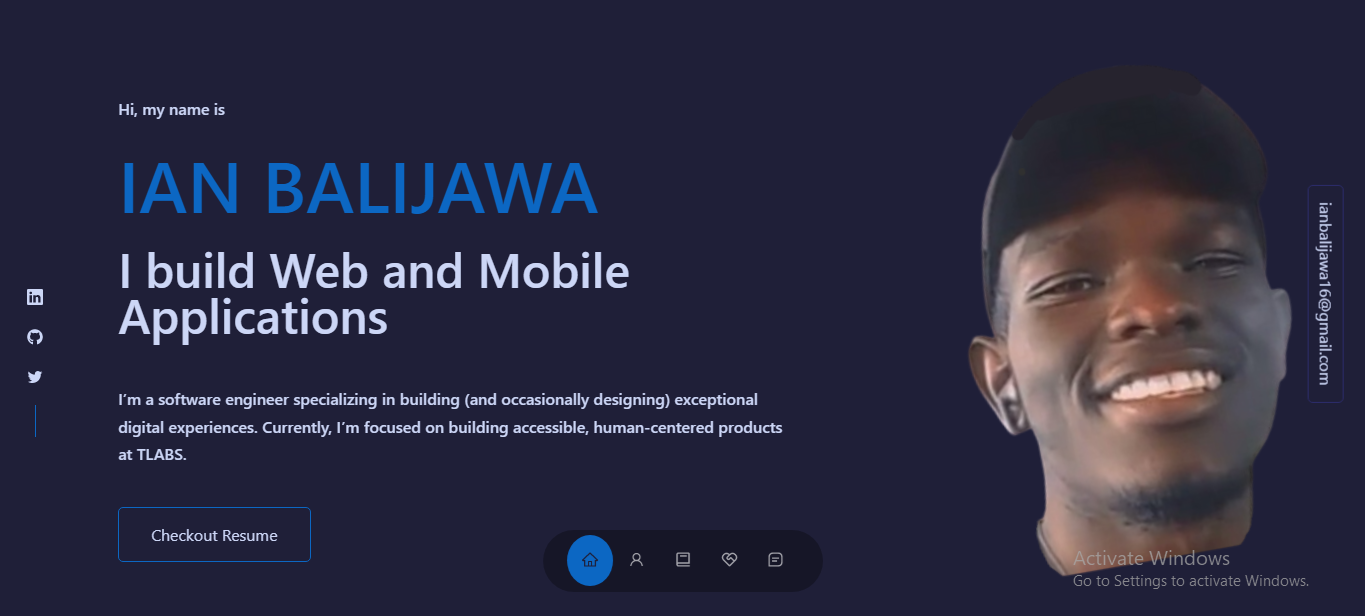 Hi, my name is
IAN BALIJAWA
I build Web and Mobile
Applications
I’m a software engineer specializing in building (and occasionally designing) exceptional
digital experiences. Currently, I’m focused on building accessible, human-centered products
at TLABS.
Checkout Resume
ianbalijawa16@gmail.com
Activate Windows
Go to Settings to activate Windows.